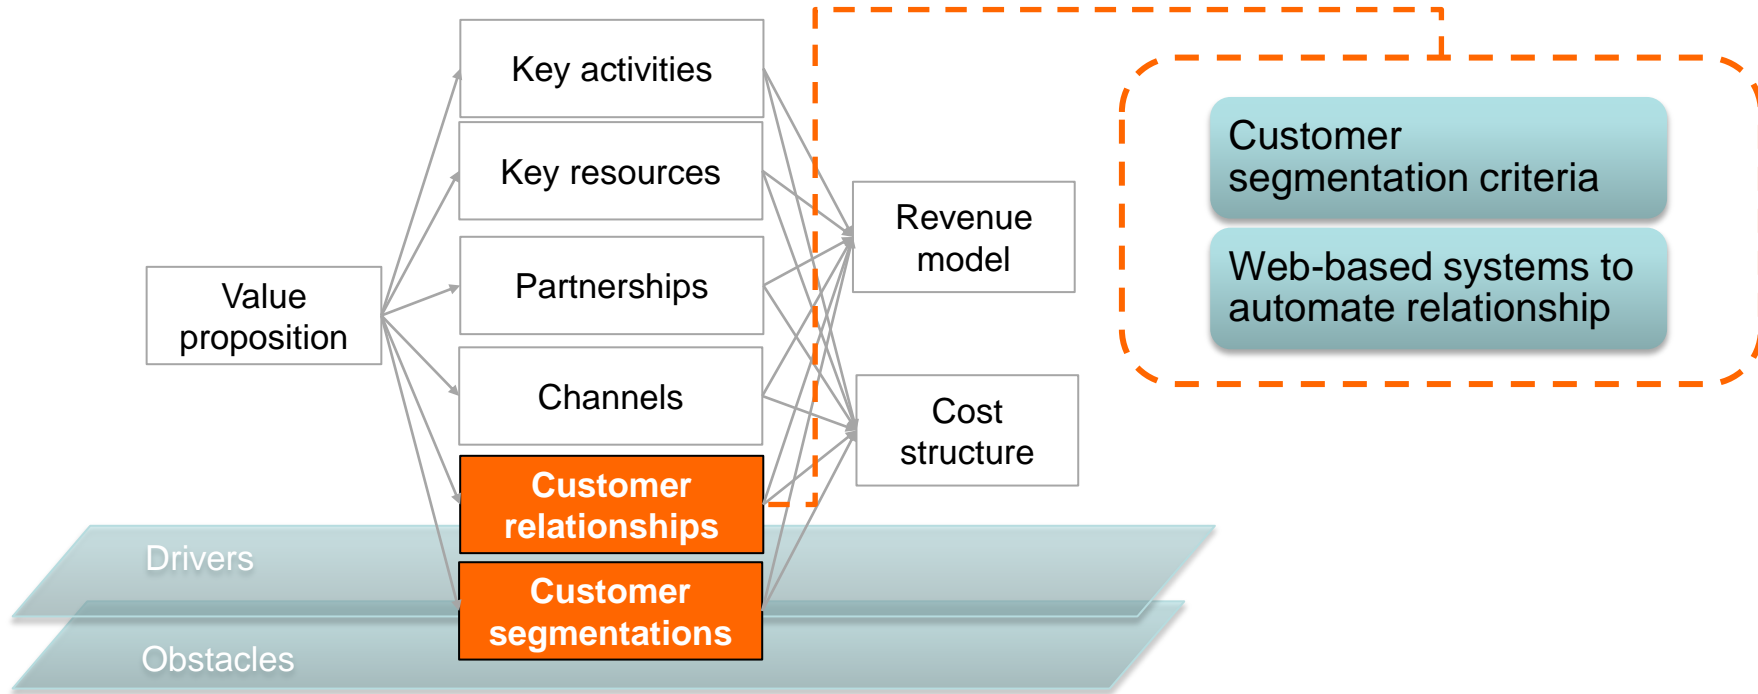 Key activities
Key resources
Partnerships
Channels
Customer
relationships
Customer
segmentations
Value
proposition
Revenue
model
Cost
structure
Customer
segmentation criteria
Web-based systems to
automate relationship
Drivers
Obstacles